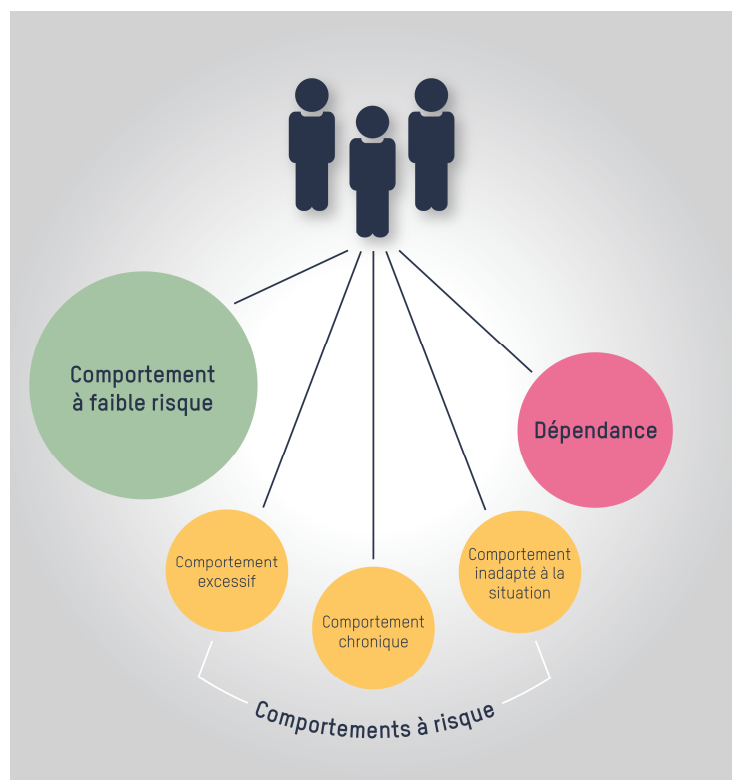 Comportement
à faible risque
Dépendance
Comportement
excessif
Comportement
chronique
Comportement
inadapté à la
situation
Comportements à risque